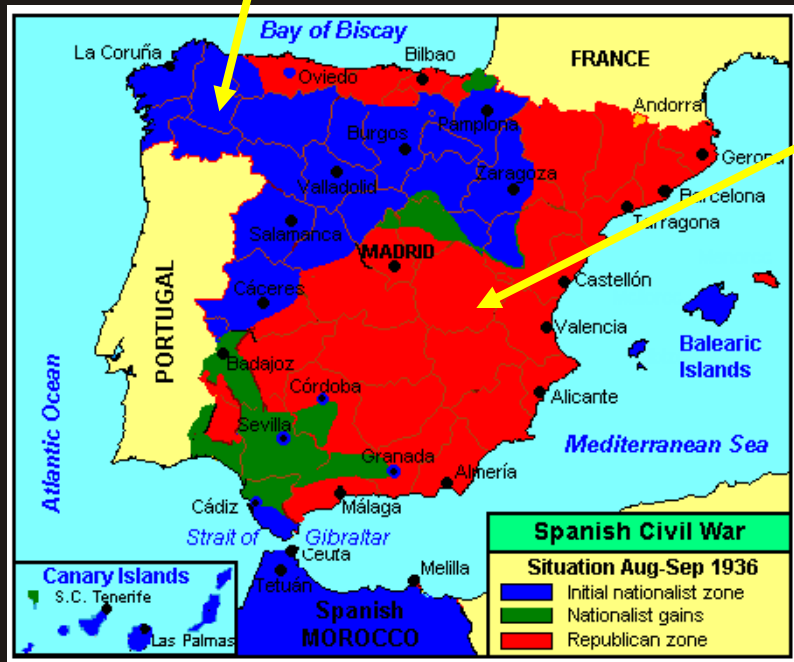 Bay of Biscay
La Coruña
Oviedo
Bilbao
FRANCE
Andorra
Pamplona
Burgos
Gerona
Zaragoza
Valladolid
Barcelona
Tarragona
Salamanca
MADRID
Castellón
Cáceres
PORTUGAL
Valencia
Balearic
Islands
Badajoz
Córdoba
Alicante
Atlantic Ocean
Sevilla
Mediterranean Sea
Granada
Almería
Cádiz
Málaga
Strait of Gibraltar
Ceuta
Tetuán
Melilla
Spanish
MOROCCO
Canary Islands
S.C. Tenerife
Las Palmas
Spanish Civil War
Situation Aug-Sep 1936
Initial nationalist zone
Nationalist gains
Republican zone